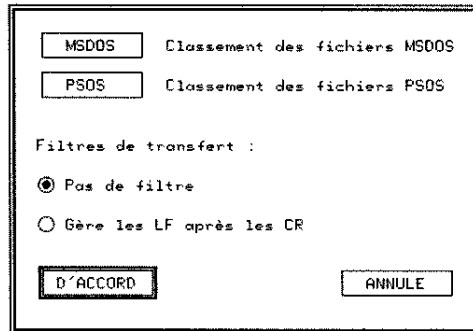 MSDOS Classement des fichiers MSDOS
PSOS Classement des fichiers PSOS
Filtres de transfert :
Pas de filtre
Gère les LF après les CR
D'ACCORD ANNULE